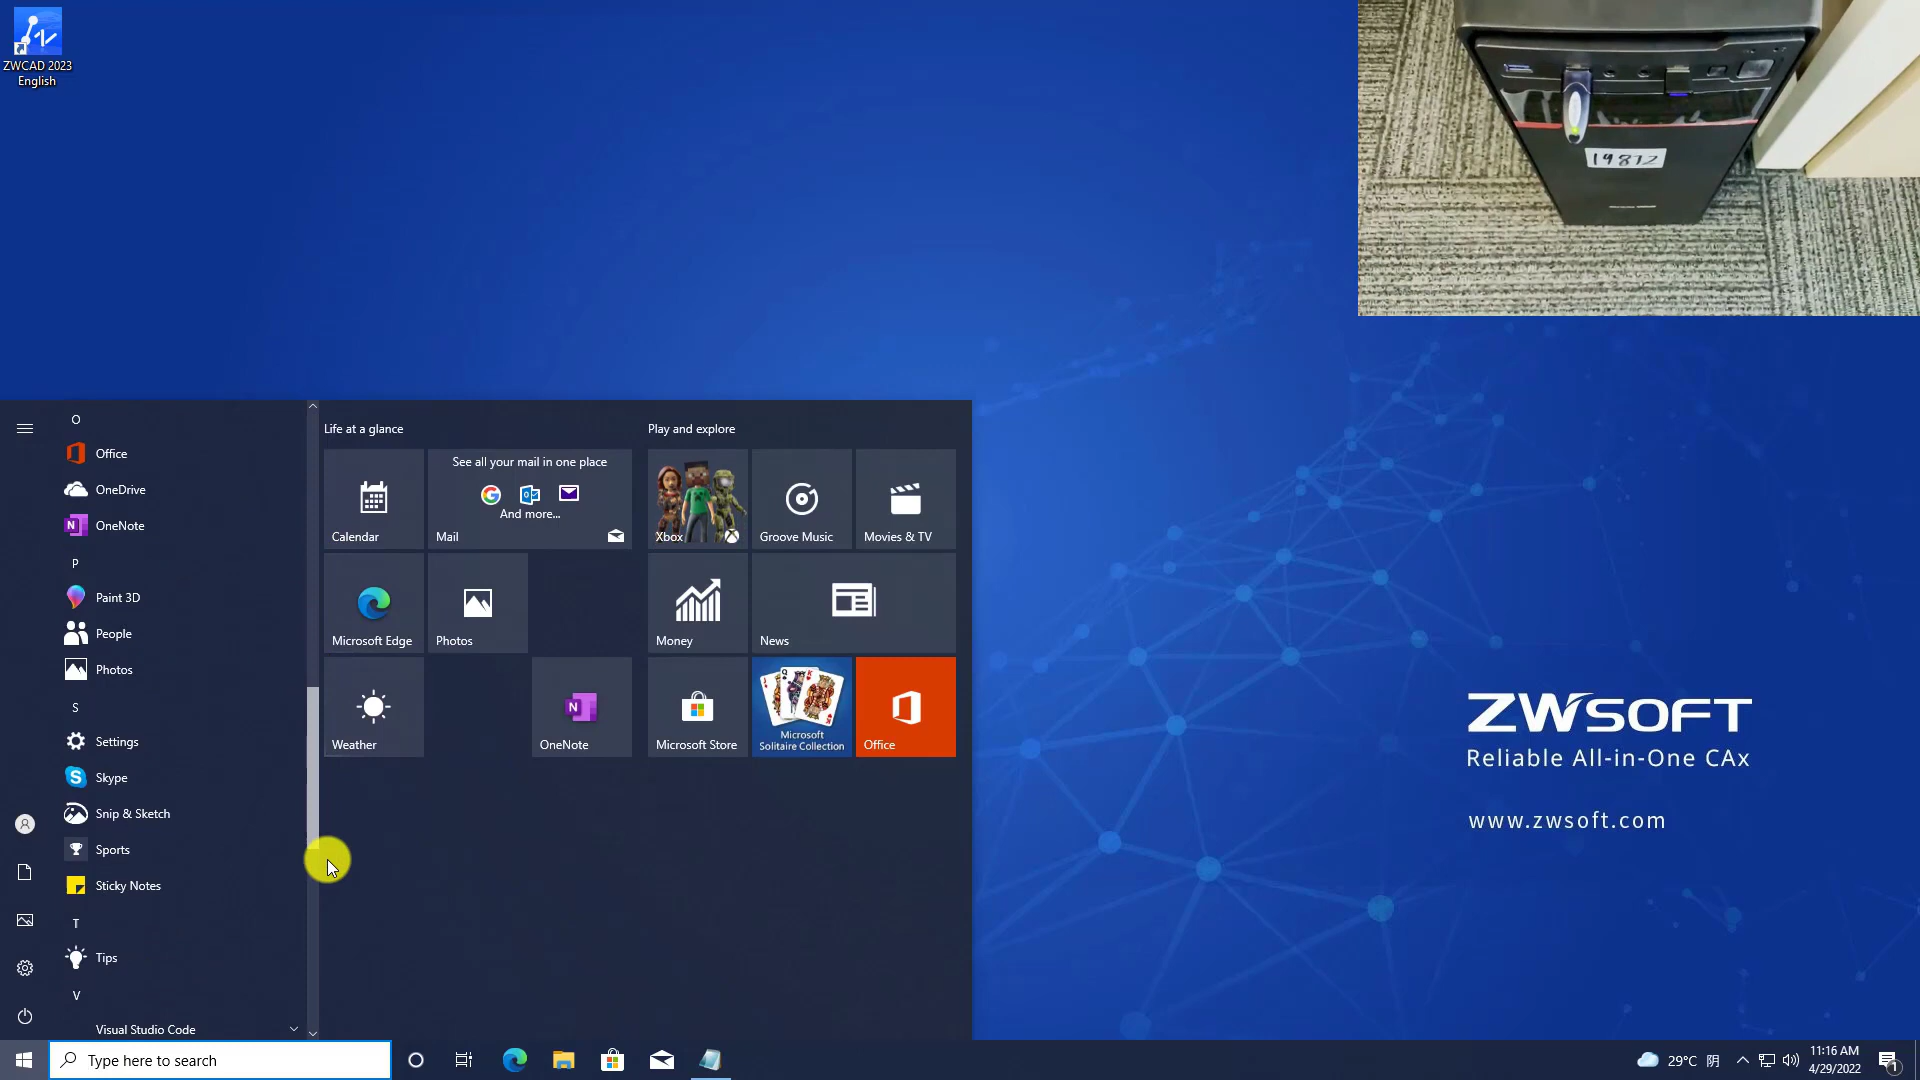 ZWCAD 2023
English
19812
O
Office
OneDrive
OneNote
P
Paint 3D
People
Photos
S
Settings
Skype
Snip & Sketch
Sports
Sticky Notes
T
Tips
V
Visual Studio Code
Life at a glance
Calendar
See all your mail in one place
And more...
Mail
Microsoft Edge
Photos
Weather
OneNote
Play and explore
Xbox
Groove Music
Movies & TV
Money
News
Microsoft Store
Microsoft
Solitaire Collection
Office
ZWSOFT
Reliable All-in-One CAx
www.zwsoft.com
Type here to search
29°C 阴
11:16 AM
4/29/2022
1